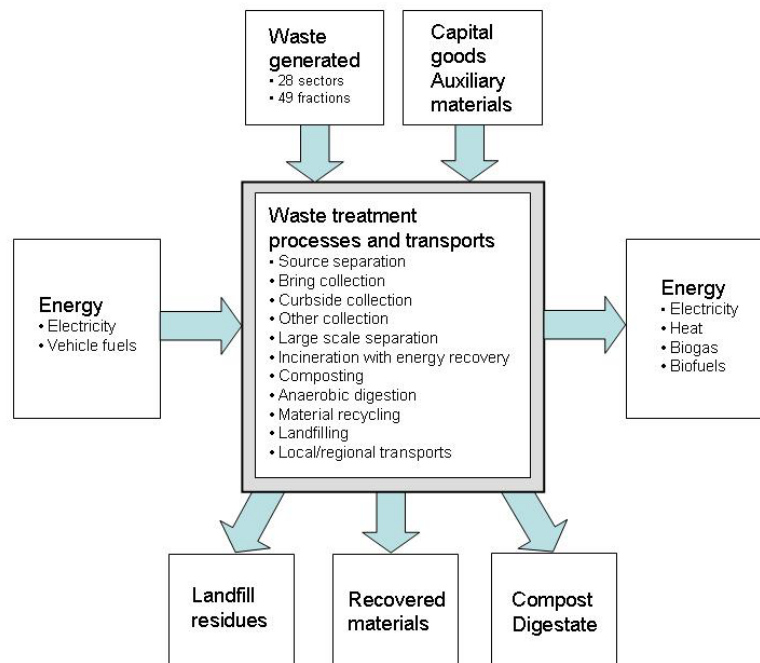 Waste
generated
• 28 sectors
• 49 fractions
Capital
goods
Auxiliary
materials
Energy
• Electricity
• Vehicle fuels
Waste treatment
processes and transports
• Source separation
• Bring collection
• Curbside collection
• Other collection
• Large scale separation
• Incineration with energy recovery
• Composting
• Anaerobic digestion
• Material recycling
• Landfilling
• Local/regional transports
Energy
• Electricity
• Heat
• Biogas
• Biofuels
Landfill
residues
Recovered
materials
Compost
Digestate